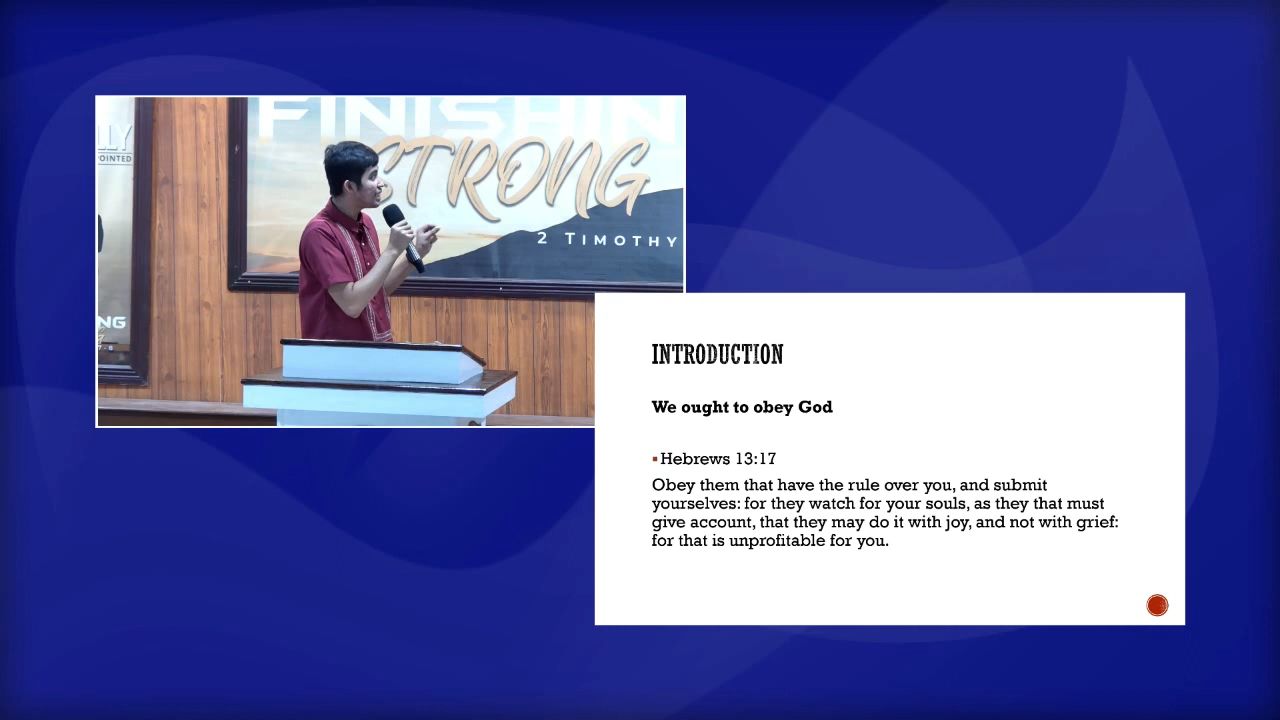 LLY
OINTED
NG
FINISHIN
STRONG
2 TIMOTHY
INTRODUCTION
We ought to obey God
Hebrews 13:17
Obey them that have the rule over you, and submit
yourselves: for they watch for your souls, as they that must
give account, that they may do it with joy, and not with grief:
for that is unprofitable for you.